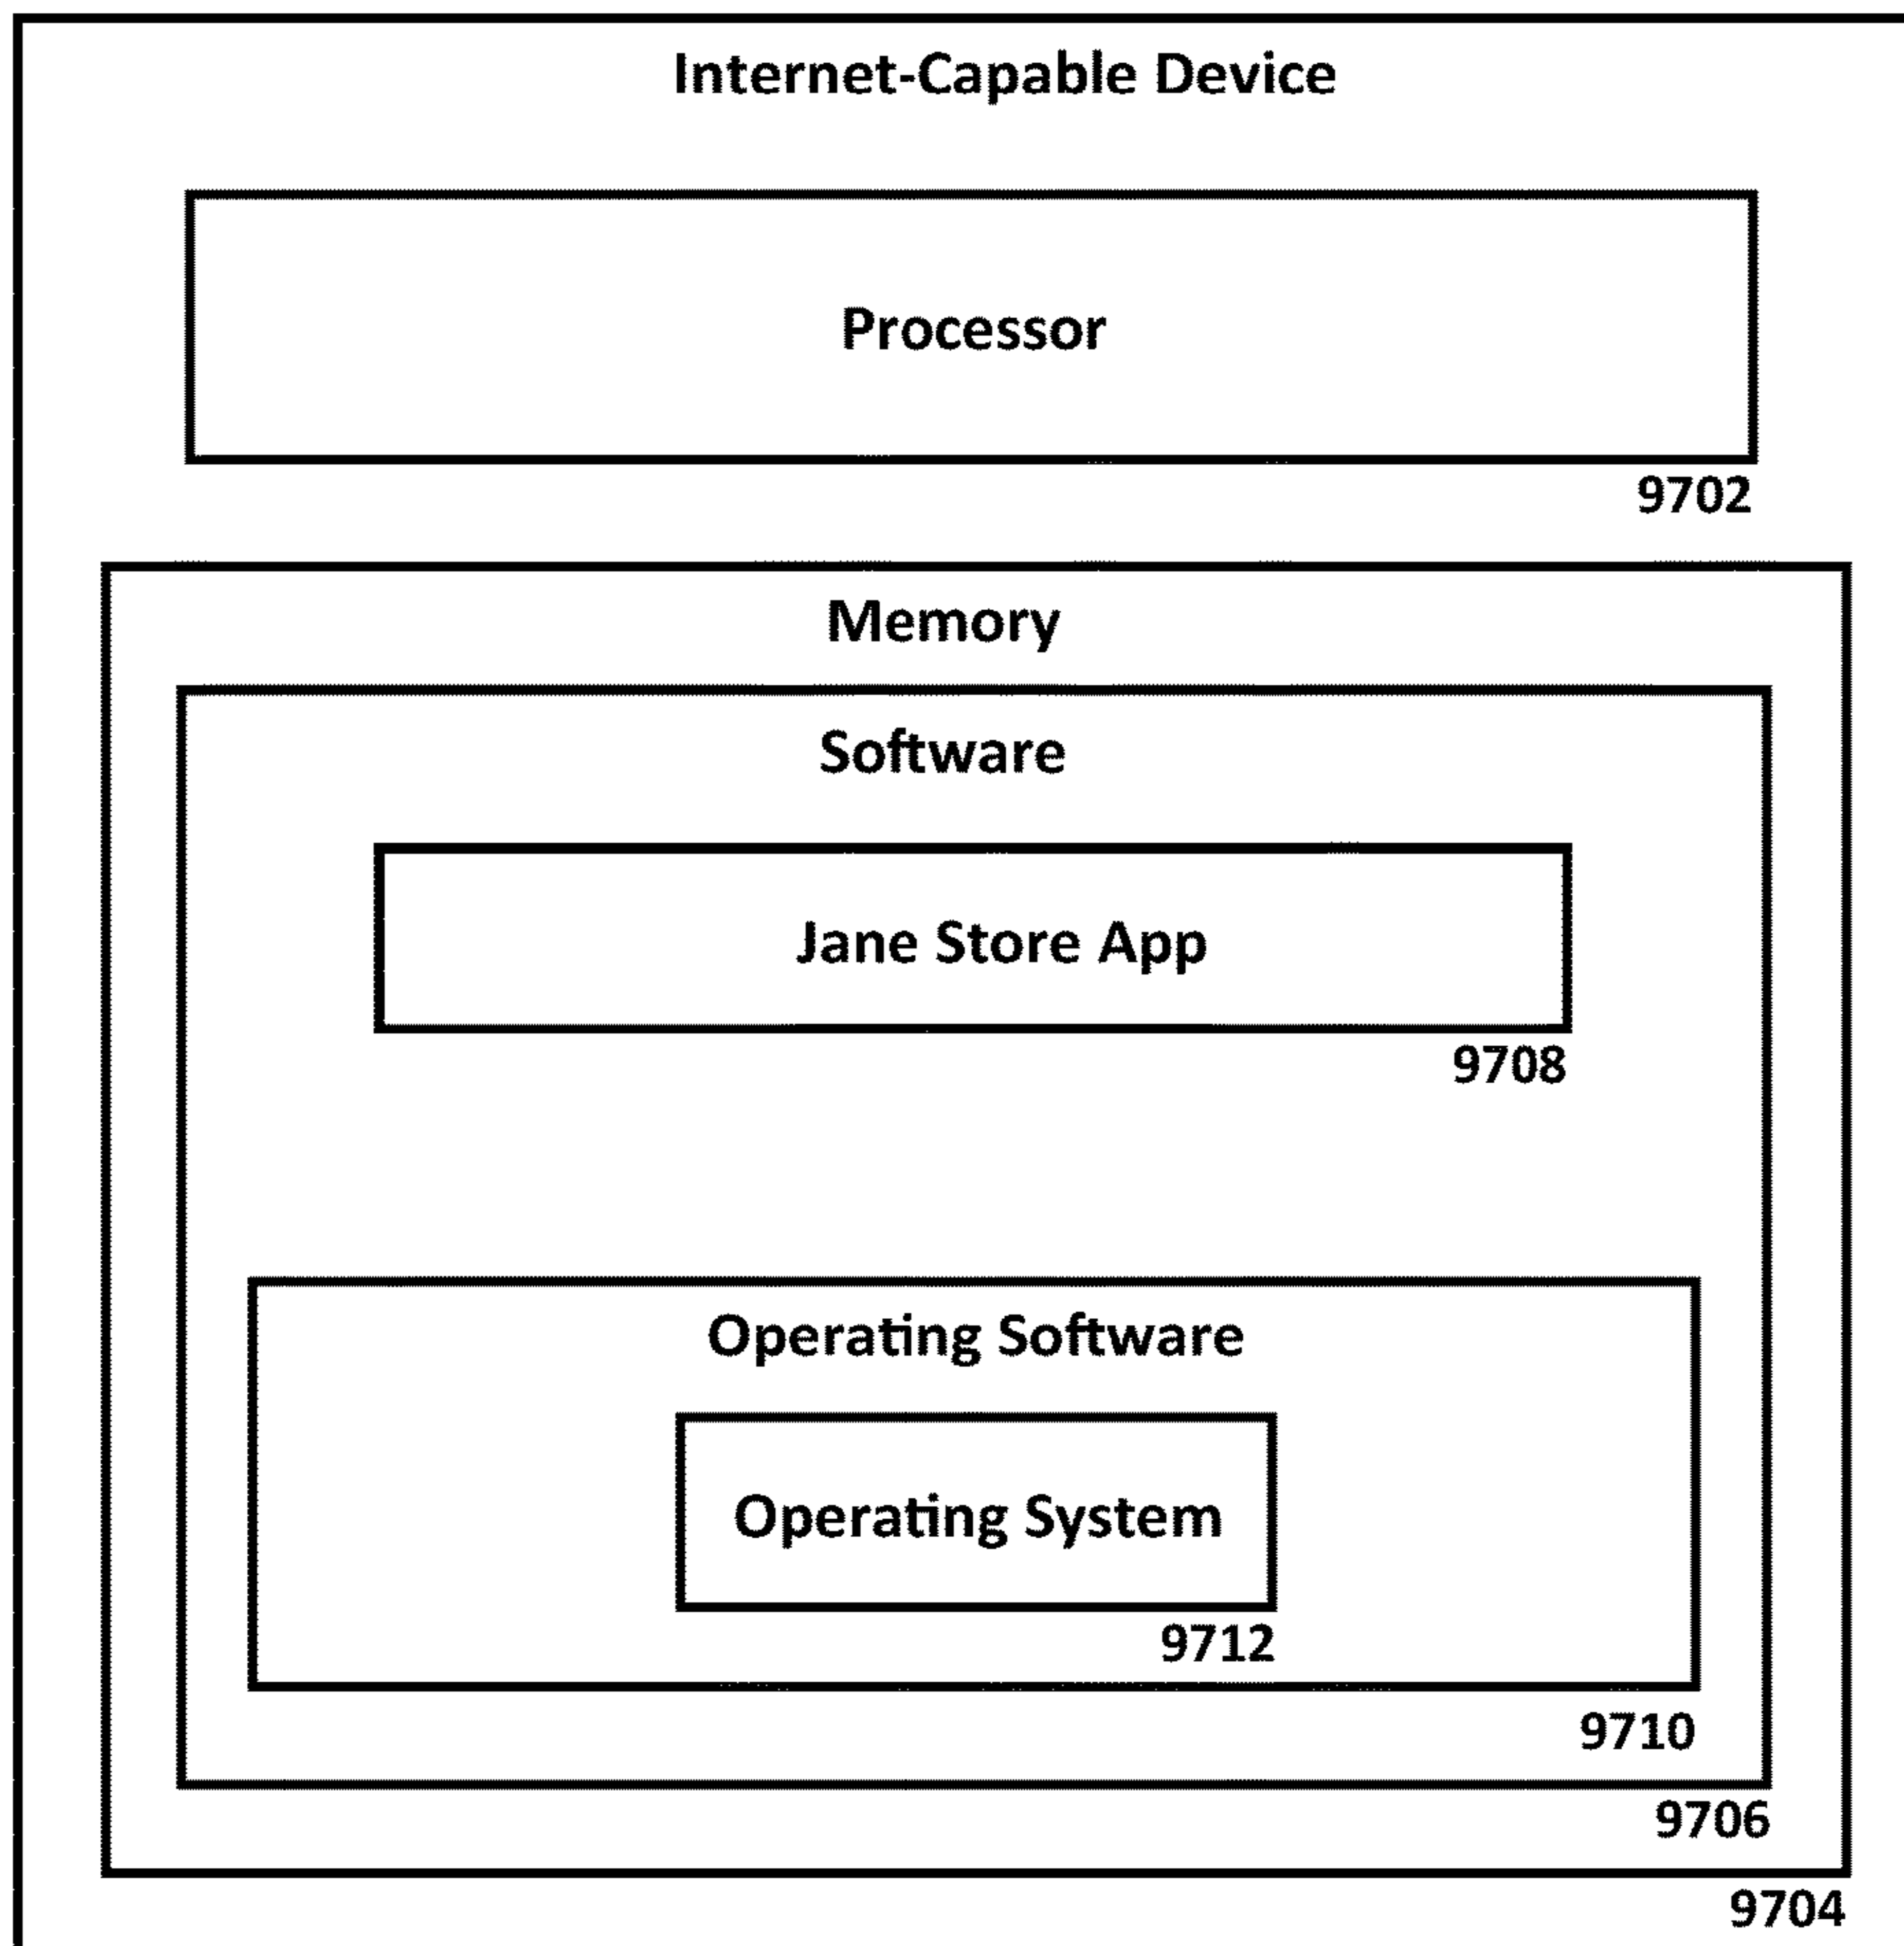 Internet-Capable Device
Processor
9702
Memory
Software
Jane Store App
9708
Operating Software
Operating System
9712
9710
9706
9704